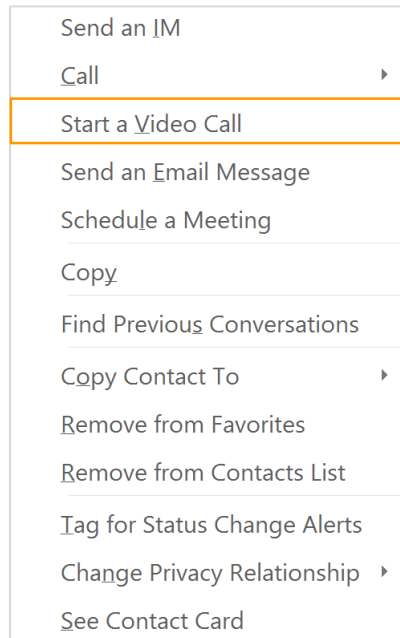 Send an IM
Call
Start a Video Call
Send an Email Message
Schedule a Meeting
Copy
Find Previous Conversations
Copy Contact To
Remove from Favorites
Remove from Contacts List
Tag for Status Change Alerts
Change Privacy Relationship
See Contact Card